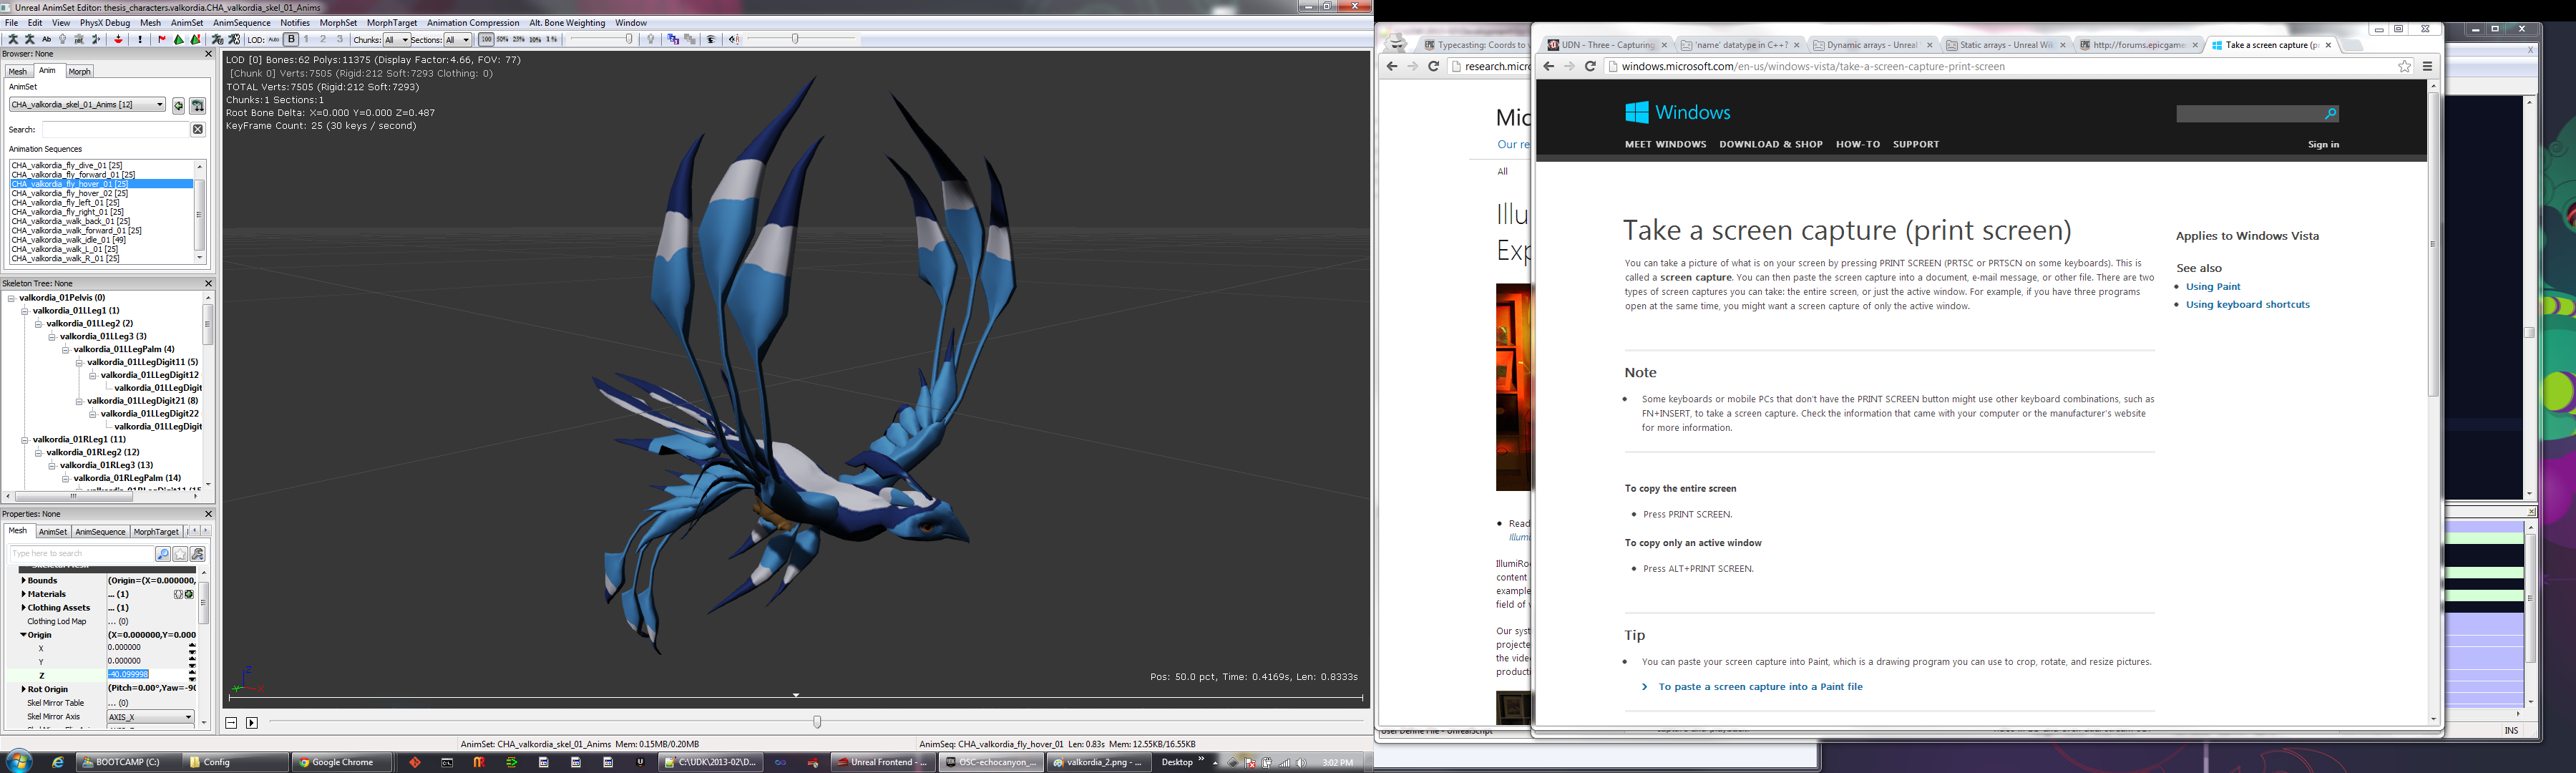 Unreal AnimSet Editor: thesis_characters.valkordia.CHA_valkordia_skel_01_Anims
File Edit View PhysX Debug Mesh AnimSet AnimSequence Notifies MorphSet MorphTarget Animation Compression Alt. Bone Weighting Window
LOD: Auto B 1 2 3 Chunks: All Sections: All 100 50% 25% 10% 1%
Browser: None
Mesh Anim Morph
AnimSet
CHA_valkordia_skel_01_Anims [12]
Search:
Animation Sequences
CHA_valkordia_fly_dive_01 [25]
CHA_valkordia_fly_forward_01 [25]
CHA_valkordia_fly_hover_01 [25]
CHA_valkordia_fly_hover_02 [25]
CHA_valkordia_fly_left_01 [25]
CHA_valkordia_fly_right_01 [25]
CHA_valkordia_walk_back_01 [25]
CHA_valkordia_walk_forward_01 [25]
CHA_valkordia_walk_idle_01 [49]
CHA_valkordia_walk_L_01 [25]
CHA_valkordia_walk_R_01 [25]
Skeleton Tree: None
valkordia_01Pelvis (0)
valkordia_01LLeg1 (1)
valkordia_01LLeg2 (2)
valkordia_01LLeg3 (3)
valkordia_01LLegPalm (4)
valkordia_01LLegDigit11 (5)
valkordia_01LLegDigit12
valkordia_01LLegDigit
valkordia_01LLegDigit21 (8)
valkordia_01LLegDigit22
valkordia_01LLegDigit
valkordia_01RLeg1 (11)
valkordia_01RLeg2 (12)
valkordia_01RLeg3 (13)
valkordia_01RLegPalm (14)
Properties: None
Mesh AnimSet AnimSequence MorphTarget
Type here to search
Bounds (Origin=(X=0.000000,
Materials ... (1)
Clothing Assets ... (1)
Clothing Lod Map ... (0)
Origin (X=0.000000,Y=0.000
X 0.000000
Y 0.000000
Z -40.099998
Rot Origin (Pitch=0.00°,Yaw=-90
Skel Mirror Table ... (0)
Skel Mirror Axis AXIS_X
LOD [0] Bones:62 Polys:11375 (Display Factor:4.66, FOV: 77)
[Chunk 0] Verts:7505 (Rigid:212 Soft:7293 Clothing: 0)
TOTAL Verts:7505 (Rigid:212 Soft:7293)
Chunks:1 Sections:1
Root Bone Delta: X=0.000 Y=0.000 Z=0.487
KeyFrame Count: 25 (30 keys / second)
Pos: 50.0 pct, Time: 0.4169s, Len: 0.8333s
AnimSet: CHA_valkordia_skel_01_Anims Mem: 0.15MB/0.20MB
AnimSeq: CHA_valkordia_fly_hover_01 Len: 0.83s Mem: 12.55KB/16.55KB
BOOTCAMP (C:) Config Google Chrome C:\UDK\2013-02\D... Unreal Frontend - ... OSC-echocanyon_... valkordia_2.png - ... Desktop 3:02 PM
Typecasting: Coords to v
research.micro
Mic
Our re
All
Illu
Exp
Read
Illumi
IllumiRoo
content
example
field of v
Our syst
projecte
the vide
producti
User Define File - UnrealScript
INS
UDN - Three - Capturing 'name' datatype in C++? Dynamic arrays - Unreal Static arrays - Unreal Wik http://forums.epicgame Take a screen capture (p
windows.microsoft.com/en-us/windows-vista/take-a-screen-capture-print-screen
Windows
MEET WINDOWS DOWNLOAD & SHOP HOW-TO SUPPORT
Sign in
Take a screen capture (print screen)
You can take a picture of what is on your screen by pressing PRINT SCREEN (PRTSC or PRTSCN on some keyboards). This is
called a screen capture. You can then paste the screen capture into a document, e-mail message, or other file. There are two
types of screen captures you can take: the entire screen, or just the active window. For example, if you have three programs
open at the same time, you might want a screen capture of only the active window.
Applies to Windows Vista
See also
Using Paint
Using keyboard shortcuts
Note
Some keyboards or mobile PCs that don't have the PRINT SCREEN button might use other keyboard combinations, such as
FN+INSERT, to take a screen capture. Check the information that came with your computer or the manufacturer's website
for more information.
To copy the entire screen
Press PRINT SCREEN.
To copy only an active window
Press ALT+PRINT SCREEN.
Tip
You can paste your screen capture into Paint, which is a drawing program you can use to crop, rotate, and resize pictures.
To paste a screen capture into a Paint file